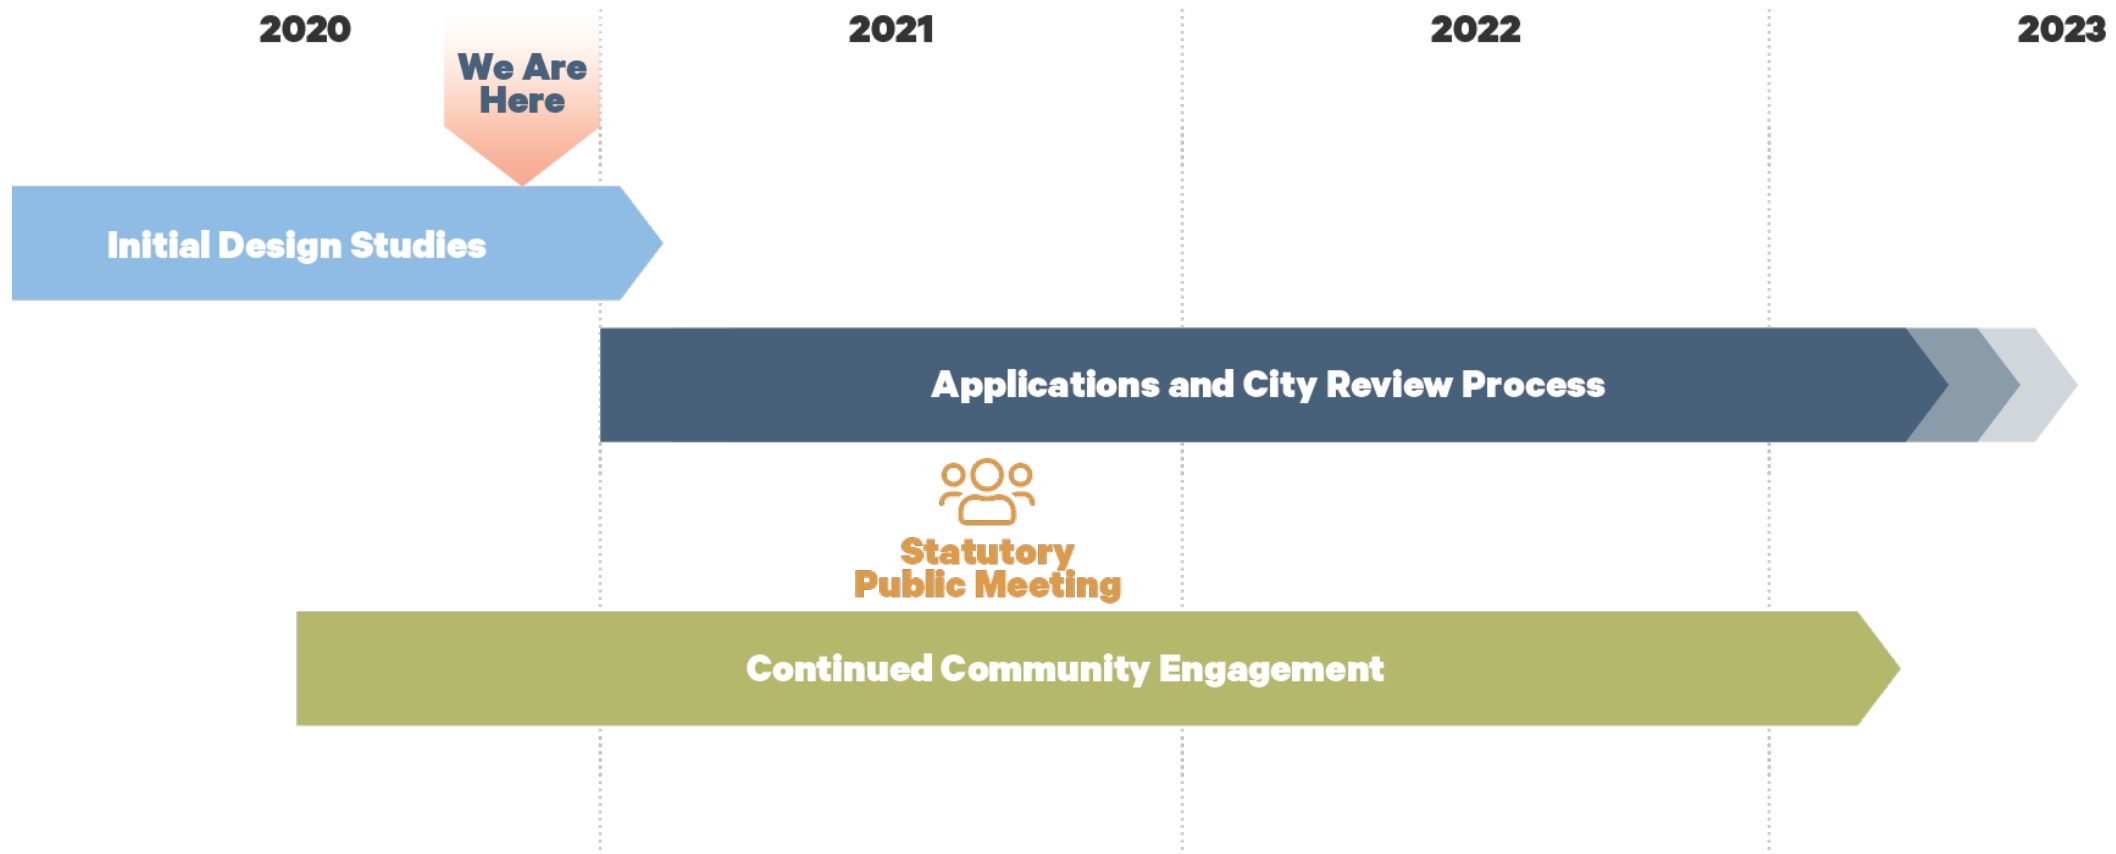 2020
2021
2022
2023
We Are
Here
Initial Design Studies
Applications and City Review Process
Statutory
Public Meeting
Continued Community Engagement